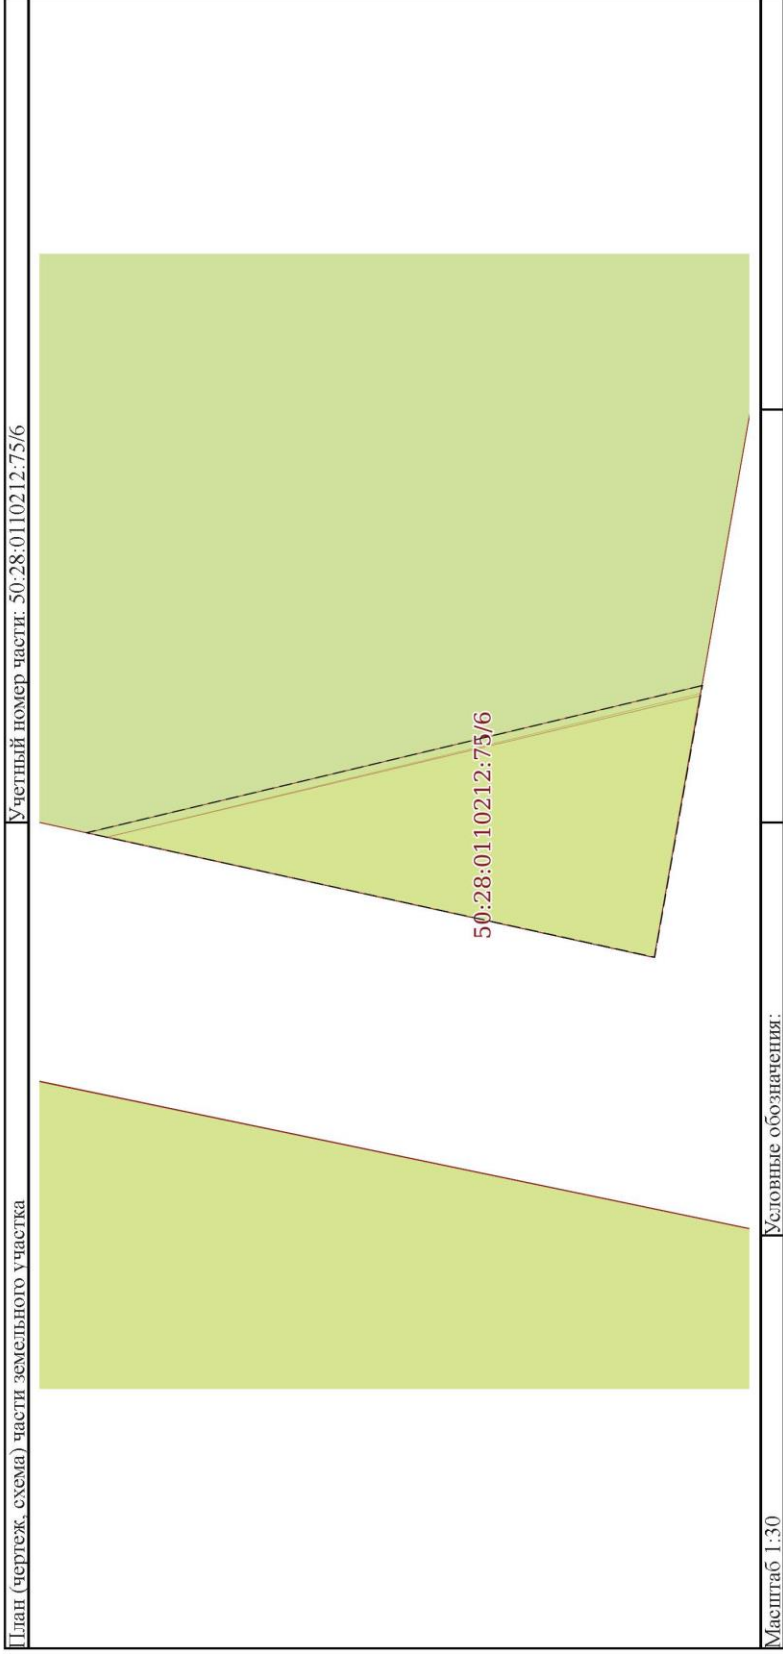 План (чертеж, схема) части земельного участка
Учетный номер части: 50:28:0110212:75/6
50:28:0110212:75/6
Масштаб 1:30
Условные обозначения: